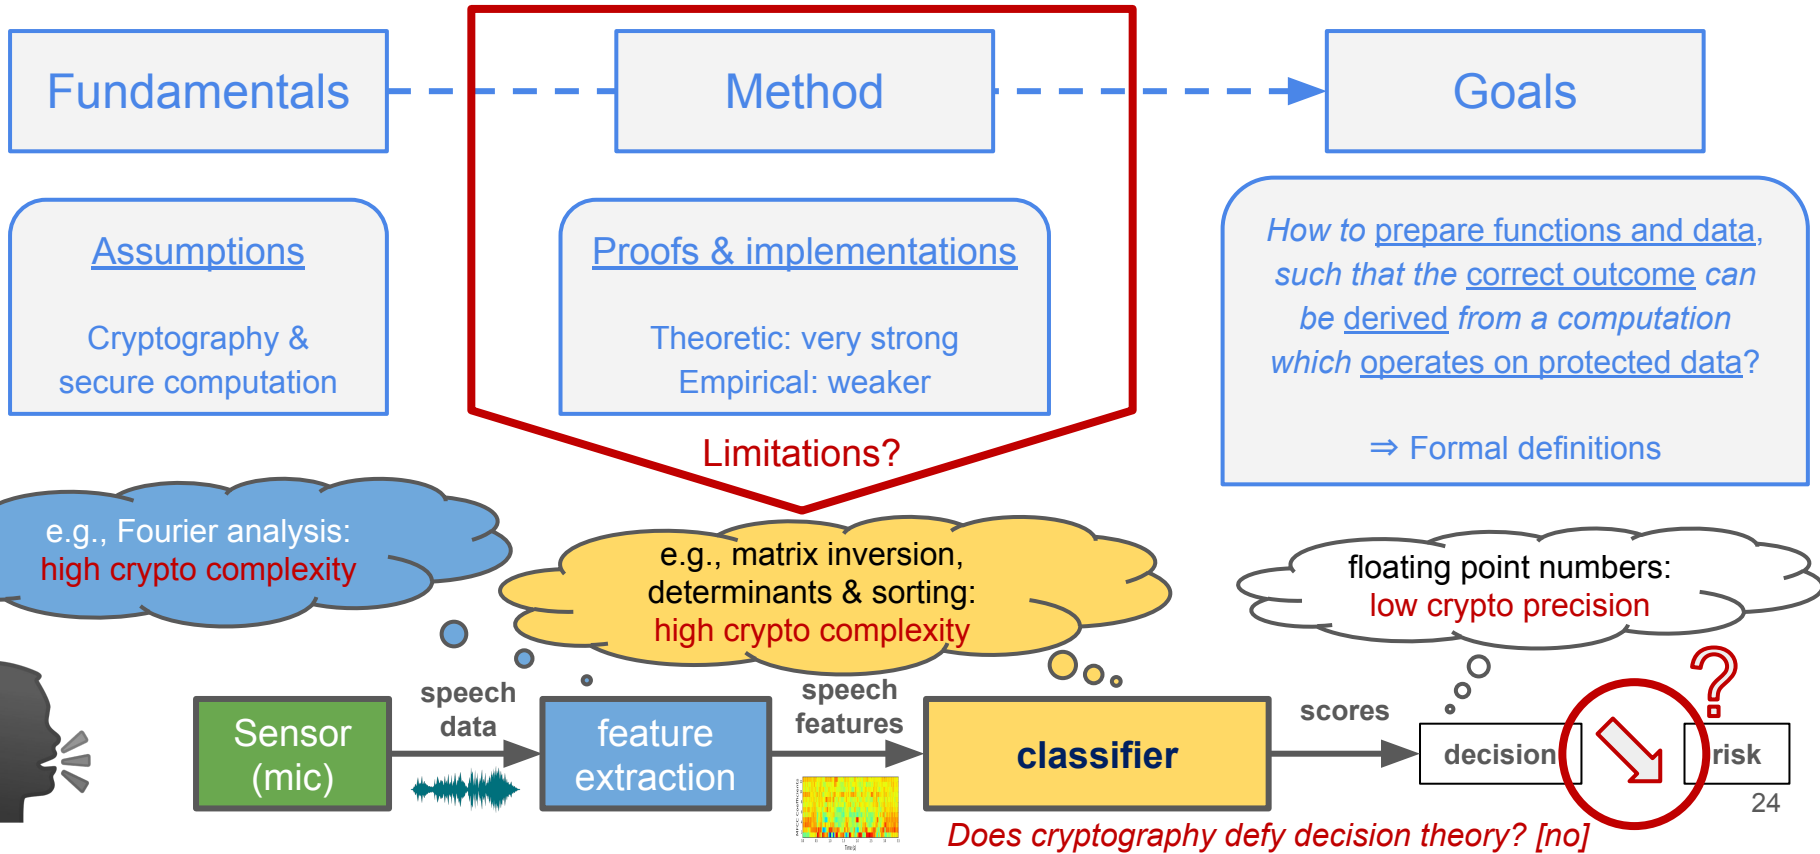 Fundamentals
Method
Goals
Assumptions
Cryptography &
secure computation
Proofs & implementations
Theoretic: very strong
Empirical: weaker
How to prepare functions and data,
such that the correct outcome can
be derived from a computation
which operates on protected data?
⇒ Formal definitions
Limitations?
e.g., Fourier analysis:
high crypto complexity
e.g., matrix inversion,
determinants & sorting:
high crypto complexity
floating point numbers:
low crypto precision
?
Sensor
(mic)
speech
data
feature
extraction
speech
features
classifier
scores
decision
risk
24
Does cryptography defy decision theory? [no]